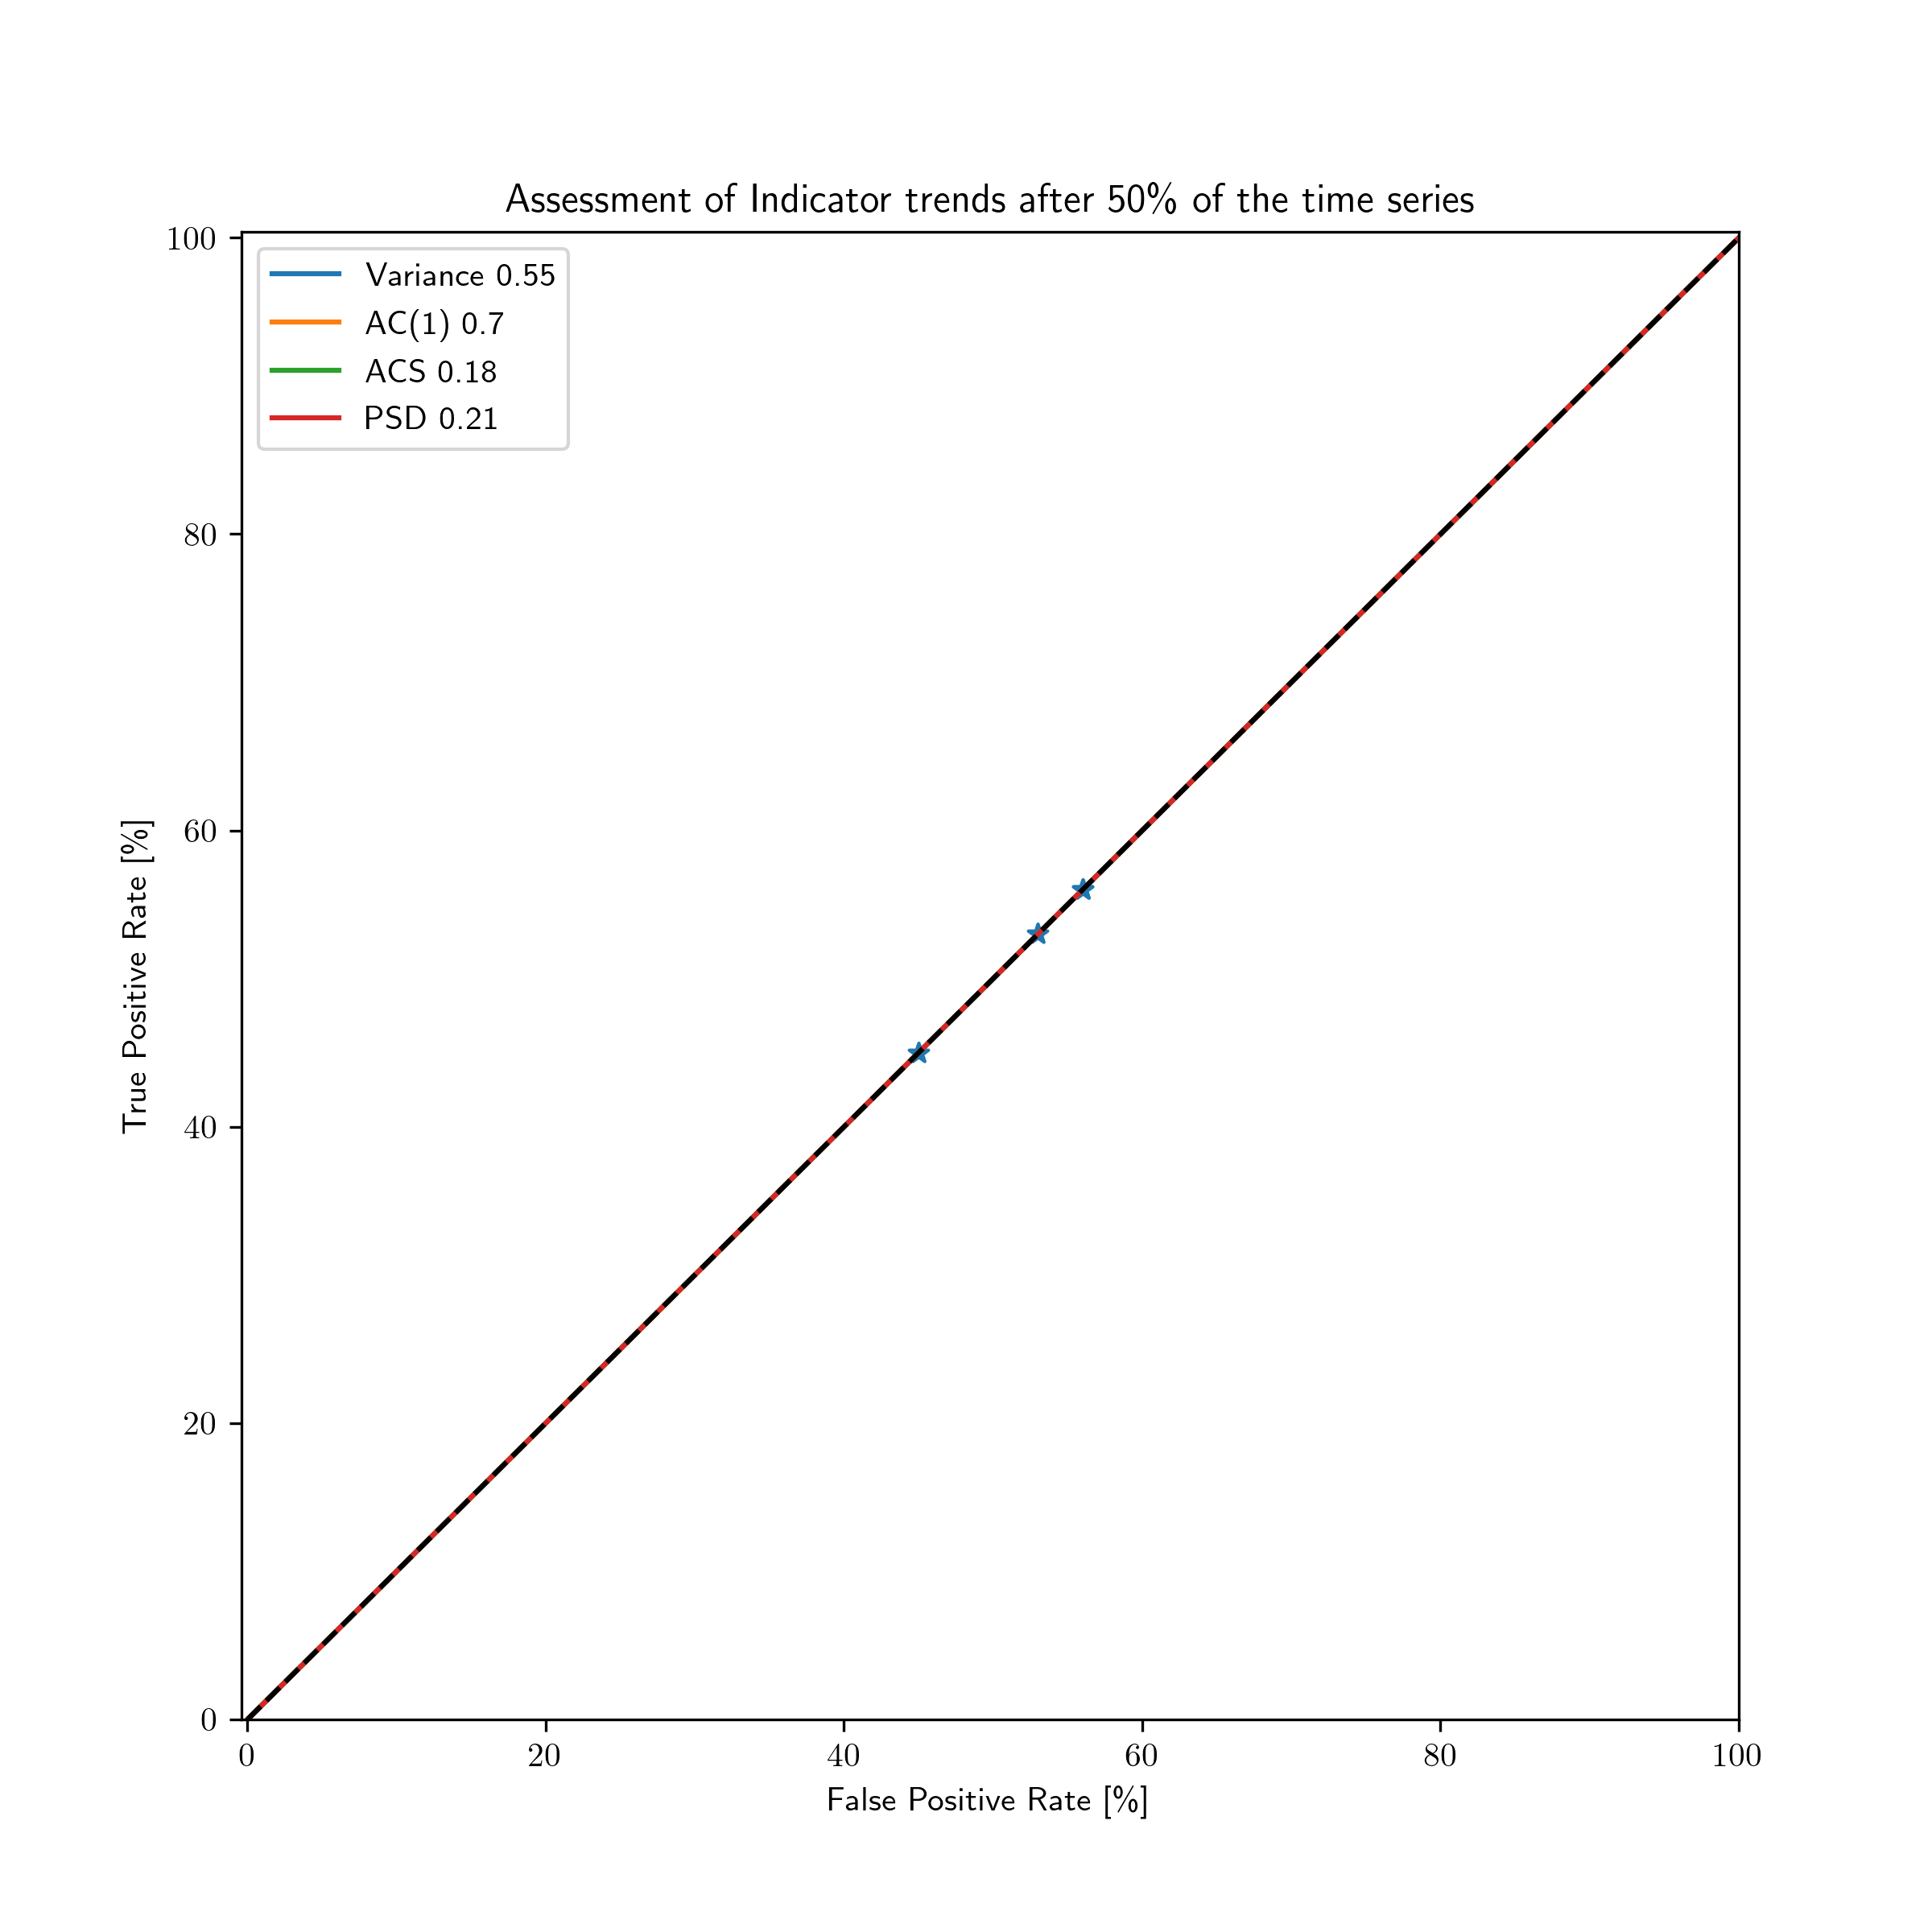 Assessment of Indicator trends after 50% of the time series
Variance 0.55
AC(1) 0.7
ACS 0.18
PSD 0.21
100
80
60
40
20
0
True Positive Rate [%]
0 20 40 60 80 100
False Positive Rate [%]